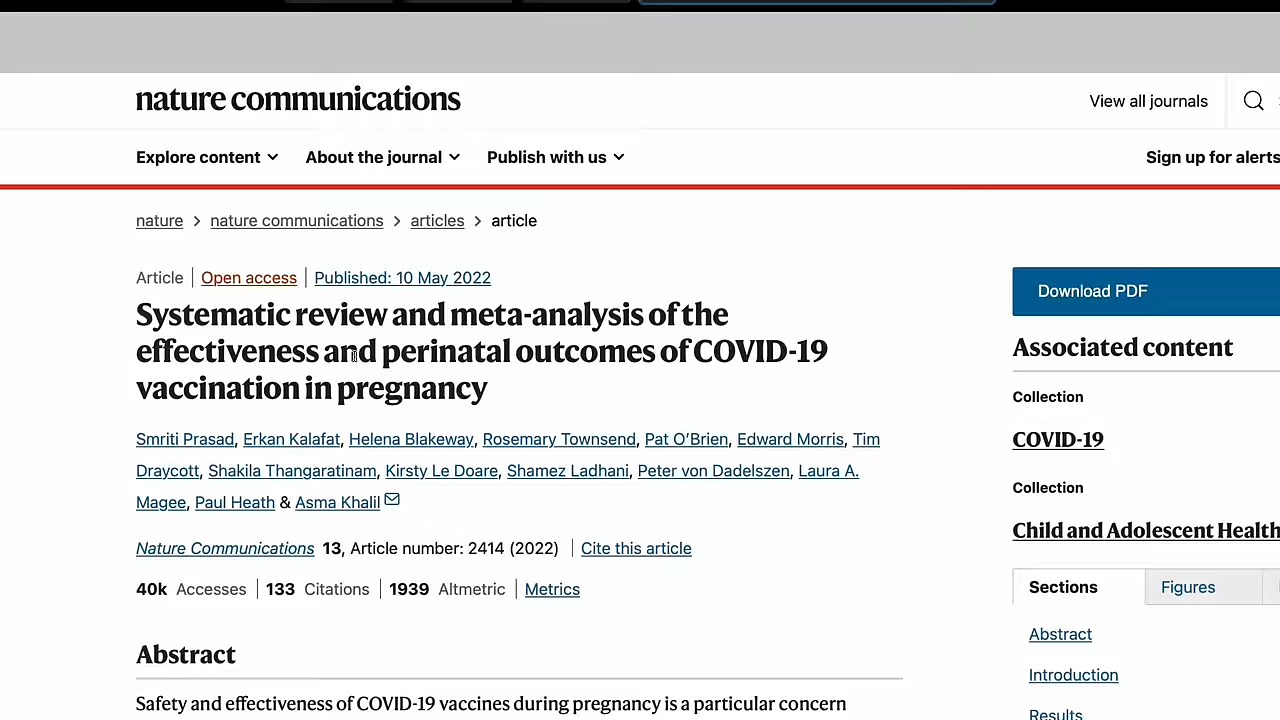 nature communications
View all journals
Explore content
About the journal
Publish with us
Sign up for alerts
nature > nature communications > articles > article
Article | Open access | Published: 10 May 2022
Systematic review and meta-analysis of the
effectiveness and perinatal outcomes of COVID-19
vaccination in pregnancy
Smriti Prasad, Erkan Kalafat, Helena Blakeway, Rosemary Townsend, Pat O’Brien, Edward Morris, Tim
Draycott, Shakila Thangaratinam, Kirsty Le Doare, Shamez Ladhani, Peter von Dadelszen, Laura A.
Magee, Paul Heath & Asma Khalil
Nature Communications 13, Article number: 2414 (2022) | Cite this article
40k Accesses | 133 Citations | 1939 Altmetric | Metrics
Abstract
Safety and effectiveness of COVID-19 vaccines during pregnancy is a particular concern
Download PDF
Associated content
Collection
COVID-19
Collection
Child and Adolescent Health
Sections
Figures
Abstract
Introduction
Results